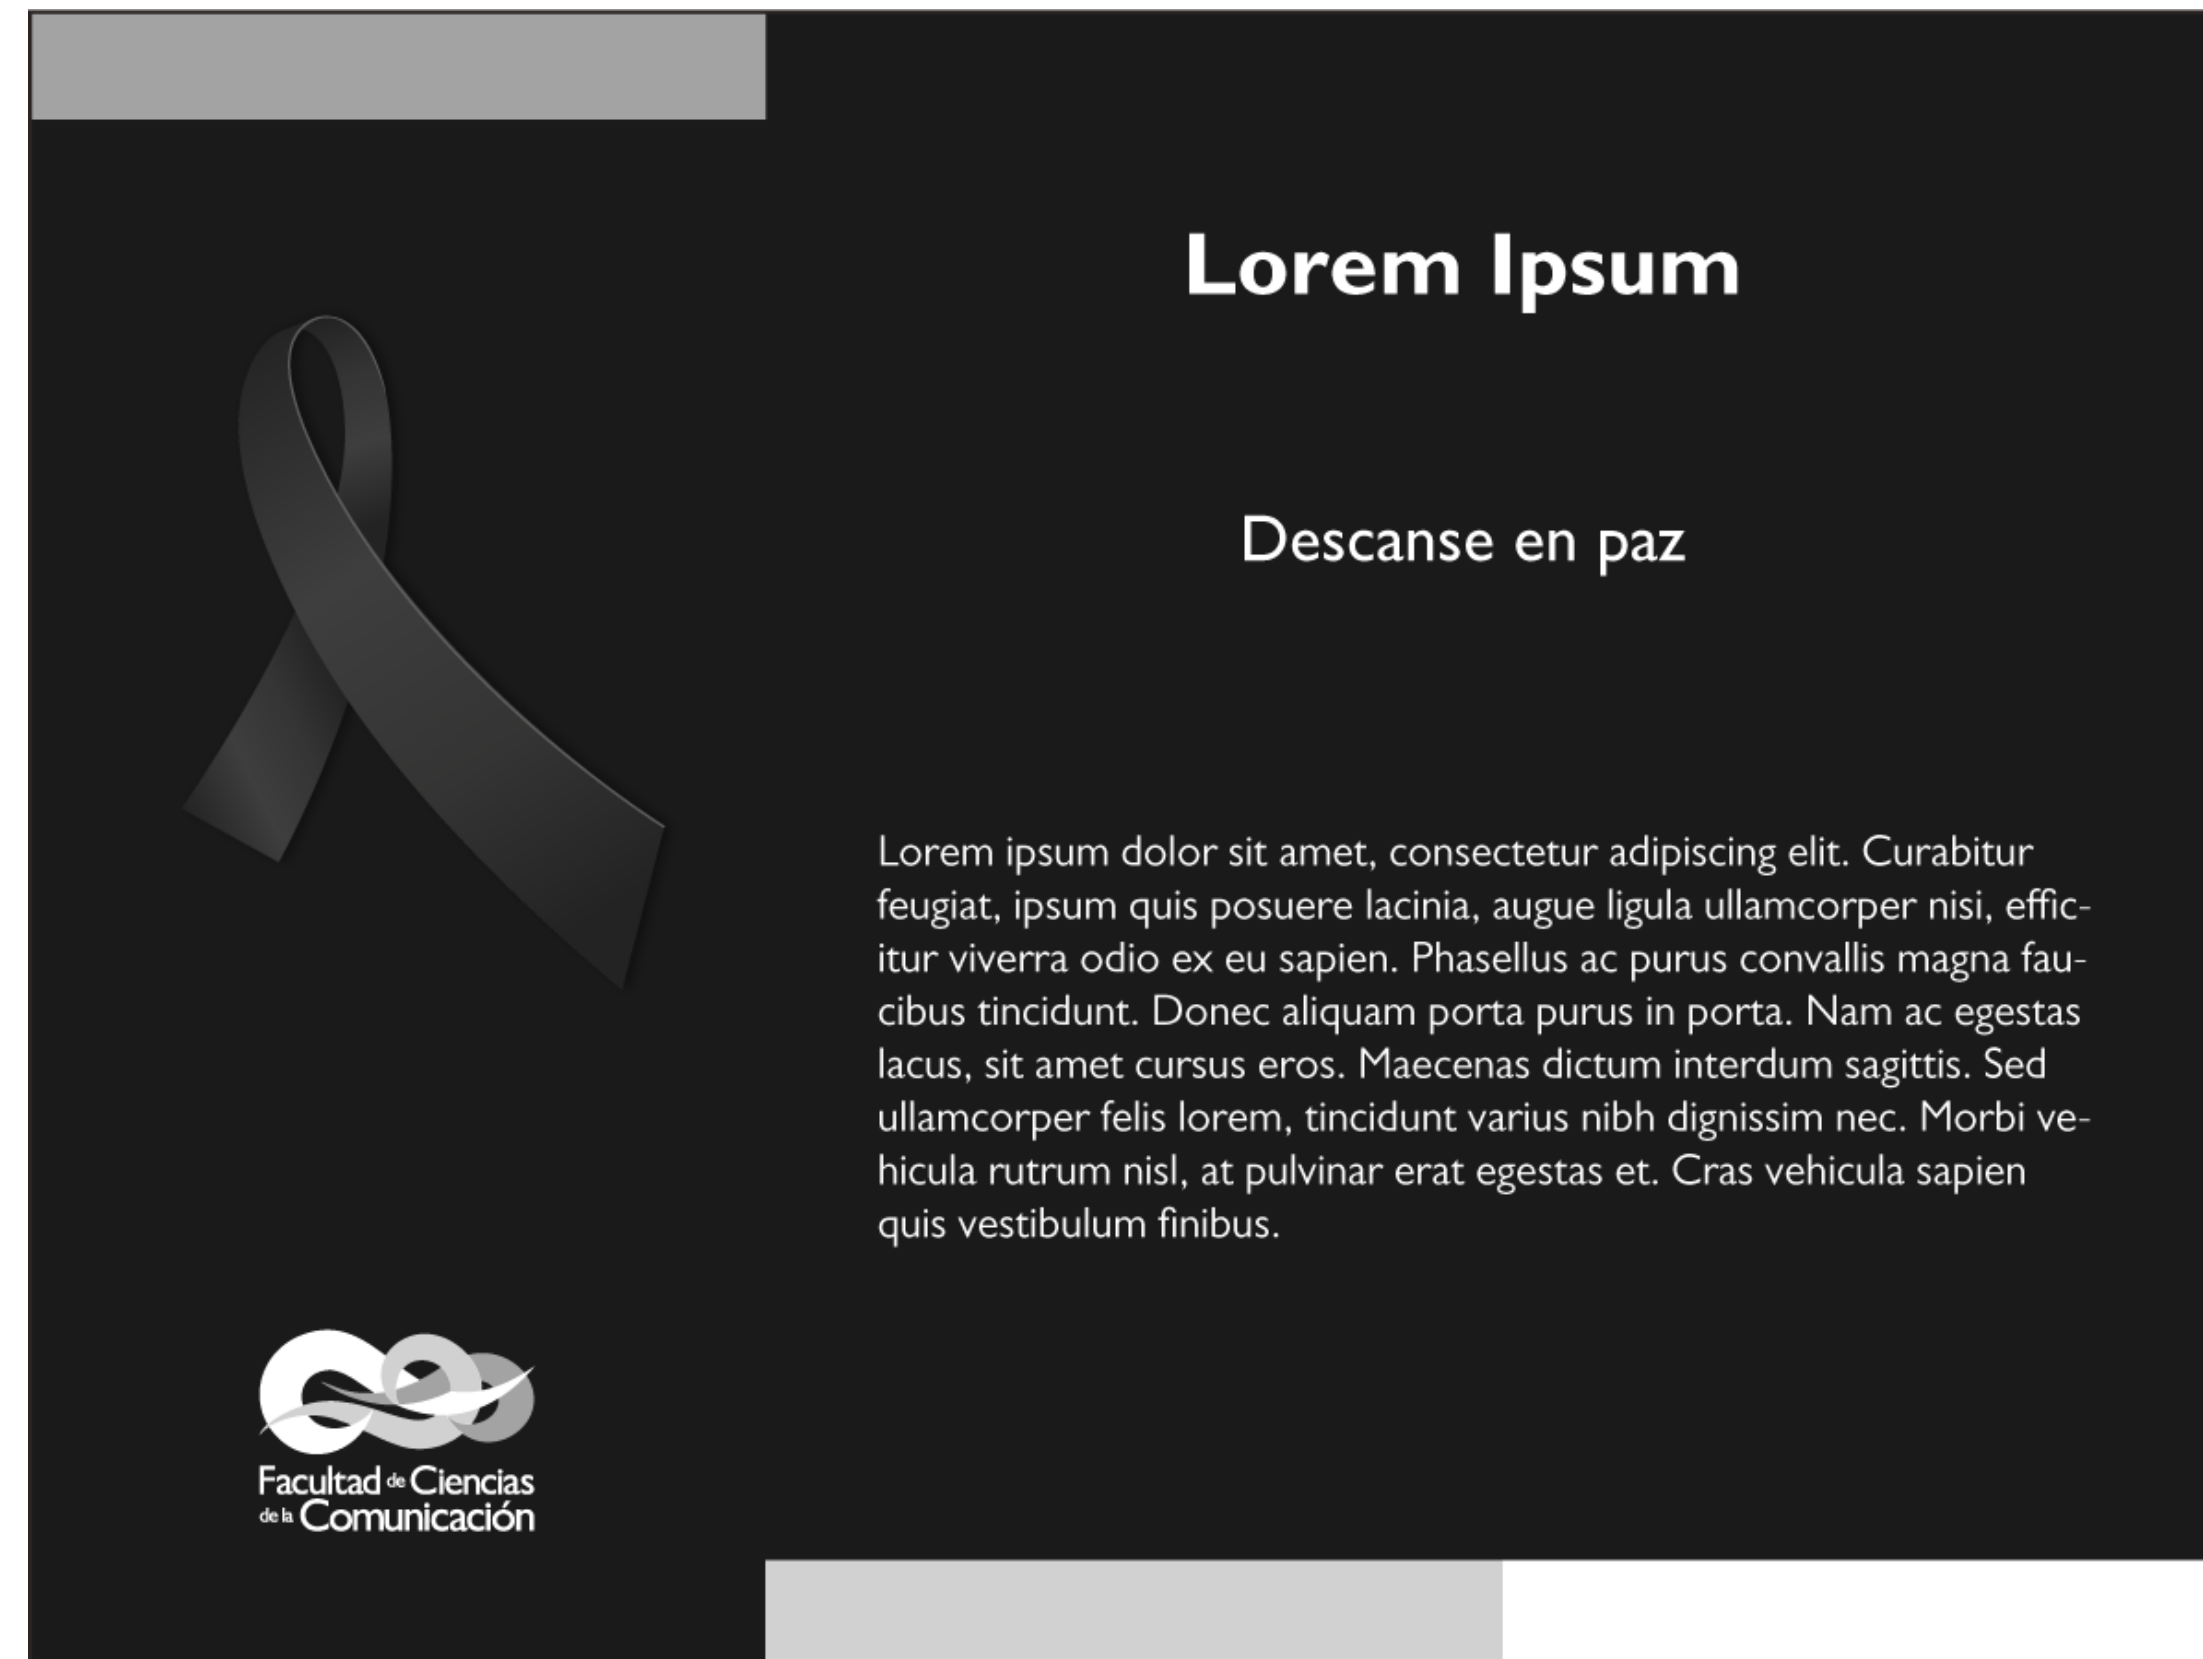 Lorem Ipsum
Descanse en paz
Lorem ipsum dolor sit amet, consectetur adipiscing elit. Curabitur
feugiat, ipsum quis posuere lacinia, augue ligula ullamcorper nisi, effic-
itur viverra odio ex eu sapien. Phasellus ac purus convallis magna fau-
cibus tincidunt. Donec aliquam porta purus in porta. Nam ac egestas
lacus, sit amet cursus eros. Maecenas dictum interdum sagittis. Sed
ullamcorper felis lorem, tincidunt varius nibh dignissim nec. Morbi ve-
hicula rutrum nisl, at pulvinar erat egestas et. Cras vehicula sapien
quis vestibulum finibus.
Facultad de Ciencias
de la Comunicación